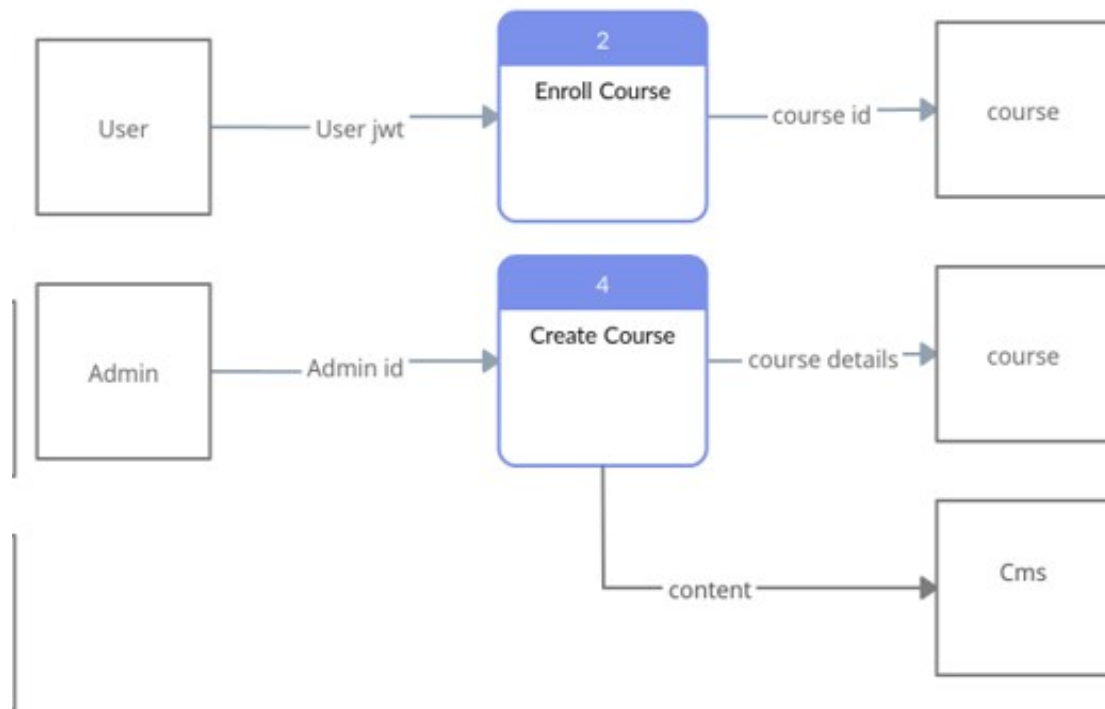 2
Enroll Course
User
User jwt
course id
course
4
Create Course
Admin
Admin id
course details
course
content
Cms